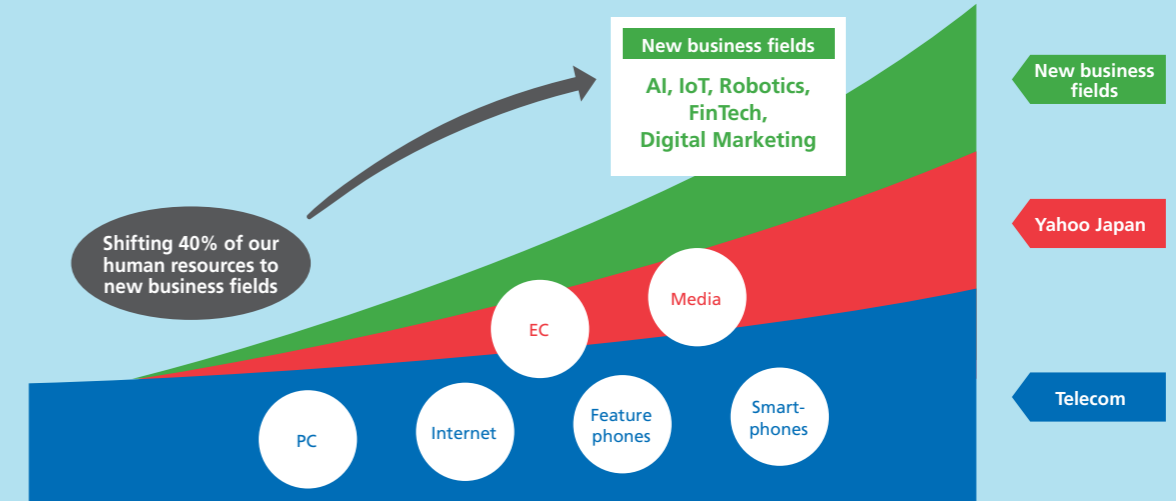 New business fields
AI, IoT, Robotics,
FinTech,
Digital Marketing
New business
fields
Shifting 40% of our
human resources to
new business fields
Yahoo Japan
Media
EC
Telecom
PC
Internet
Feature
phones
Smart-
phones